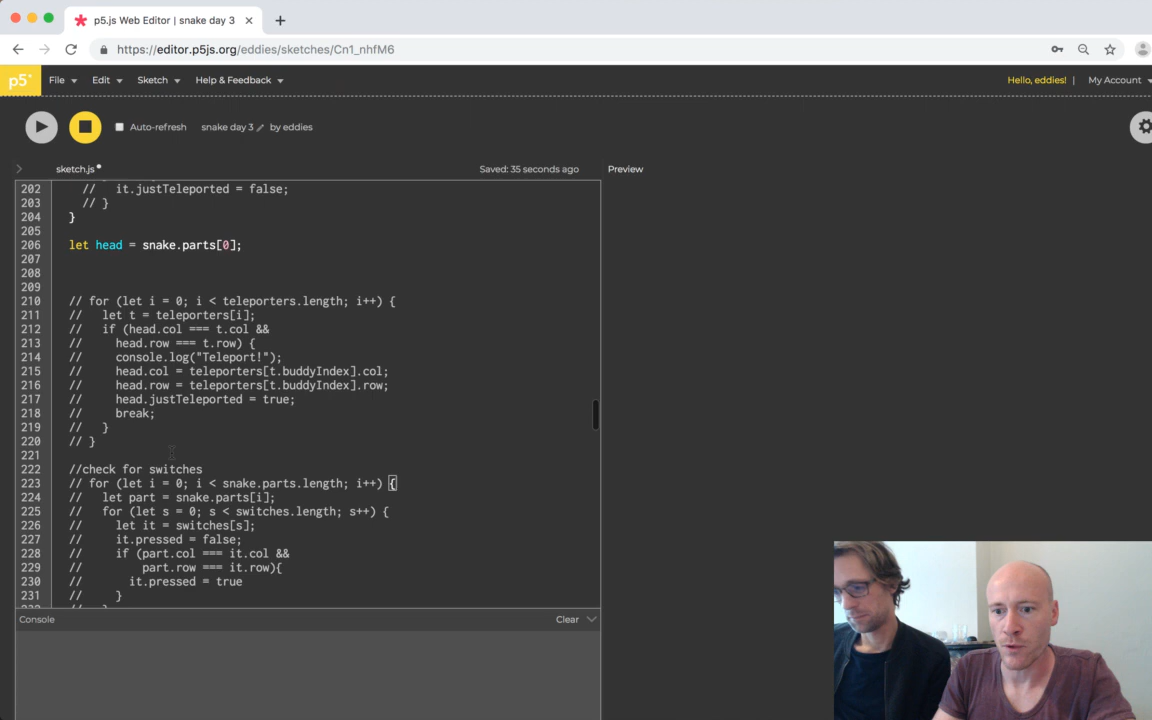 p5.js Web Editor | snake day 3
https://editor.p5js.org/eddies/sketches/Cn1_nhfM6
p5* File Edit Sketch Help & Feedback Hello, eddies! | My Account
Auto-refresh snake day 3 by eddies
sketch.js Saved: 35 seconds ago Preview
202 // it.justTeleported = false;
203 // }
204 }
205
206 let head = snake.parts[0];
207
208
209
210 // for (let i = 0; i < teleporters.length; i++) {
211 // let t = teleporters[i];
212 // if (head.col === t.col &&
213 // head.row === t.row) {
214 // console.log("Teleport!");
215 // head.col = teleporters[t.buddyIndex].col;
216 // head.row = teleporters[t.buddyIndex].row;
217 // head.justTeleported = true;
218 // break;
219 // }
220 // }
221
222 //check for switches
223 // for (let i = 0; i < snake.parts.length; i++) {
224 // let part = snake.parts[i];
225 // for (let s = 0; s < switches.length; s++) {
226 // let it = switches[s];
227 // it.pressed = false;
228 // if (part.col === it.col &&
229 // part.row === it.row){
230 // it.pressed = true
231 // }
Console Clear